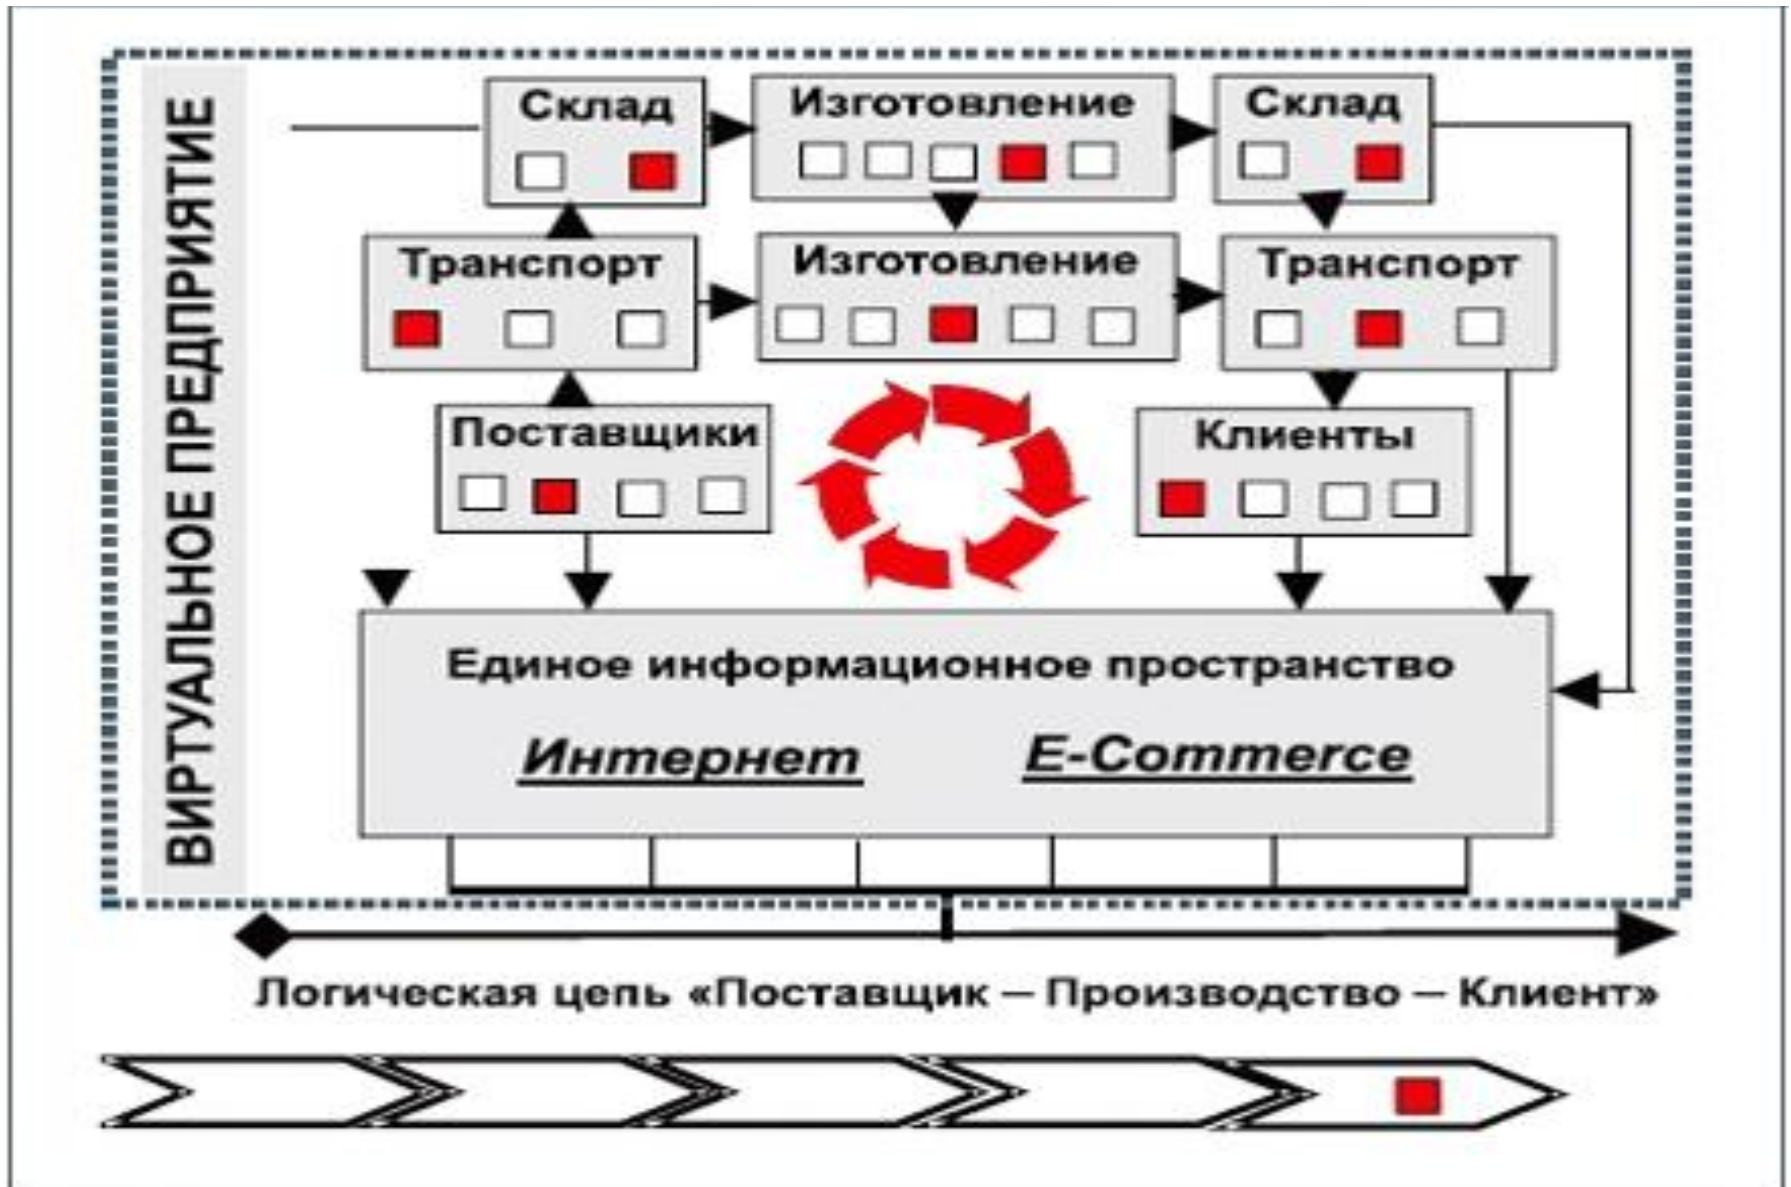 ВИРТУАЛЬНОЕ ПРЕДПРИЯТИЕ
Склад
Изготовление
Склад
Транспорт
Изготовление
Транспорт
Поставщики
Клиенты
Единое информационное пространство
Интернет
E-Commerce
Логическая цепь «Поставщик – Производство – Клиент»